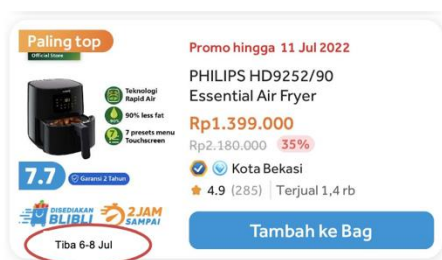 Paling top
Official Store
Teknologi
Rapid Air
90% less fat
7 presets menu
Touchscreen
7.7
Garansi 2 Tahun
DISEDIAKAN
BLIBLI
2 JAM
SAMPAI
Tiba 6-8 Jul
Promo hingga 11 Jul 2022
PHILIPS HD9252/90
Essential Air Fryer
Rp1.399.000
Rp2.180.000 35%
Kota Bekasi
4.9 (285) Terjual 1,4 rb
Tambah ke Bag